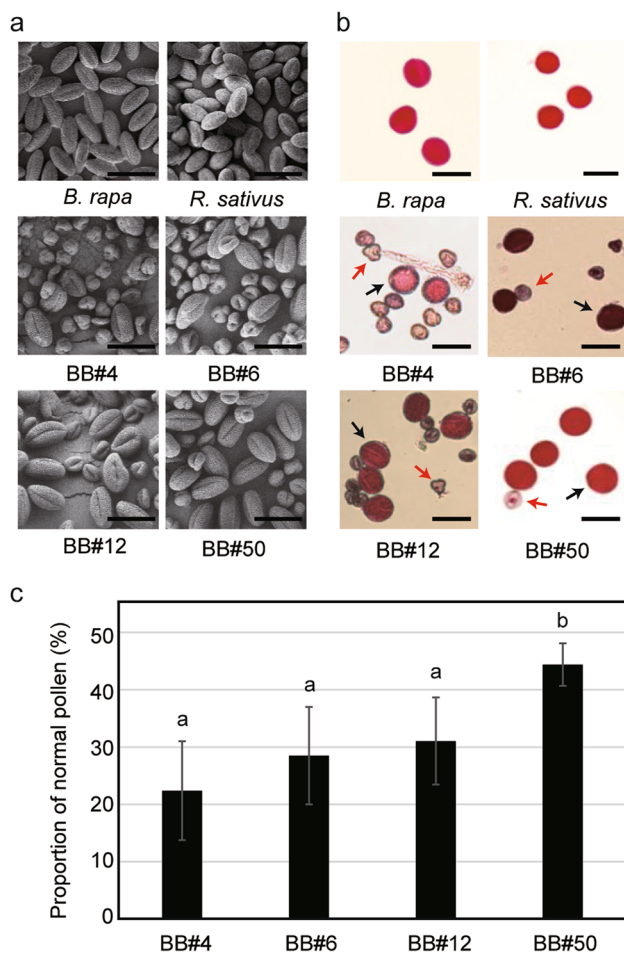 a
b
B. rapa
R. sativus
B. rapa
R. sativus
BB#4
BB#6
BB#4
BB#6
BB#12
BB#50
BB#12
BB#50
c
Proportion of normal pollen (%)
50
40
30
20
10
0
a
a
a
b
BB#4
BB#6
BB#12
BB#50